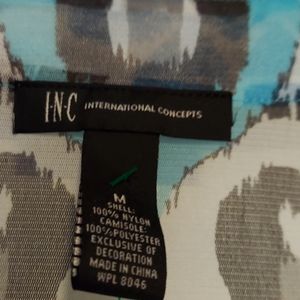 I·N·C INTERNATIONAL CONCEPTS
M
SHELL:
100% NYLON
CAMISOLE:
100% POLYESTER
EXCLUSIVE OF
DECORATION
MADE IN CHINA
WPL 8046